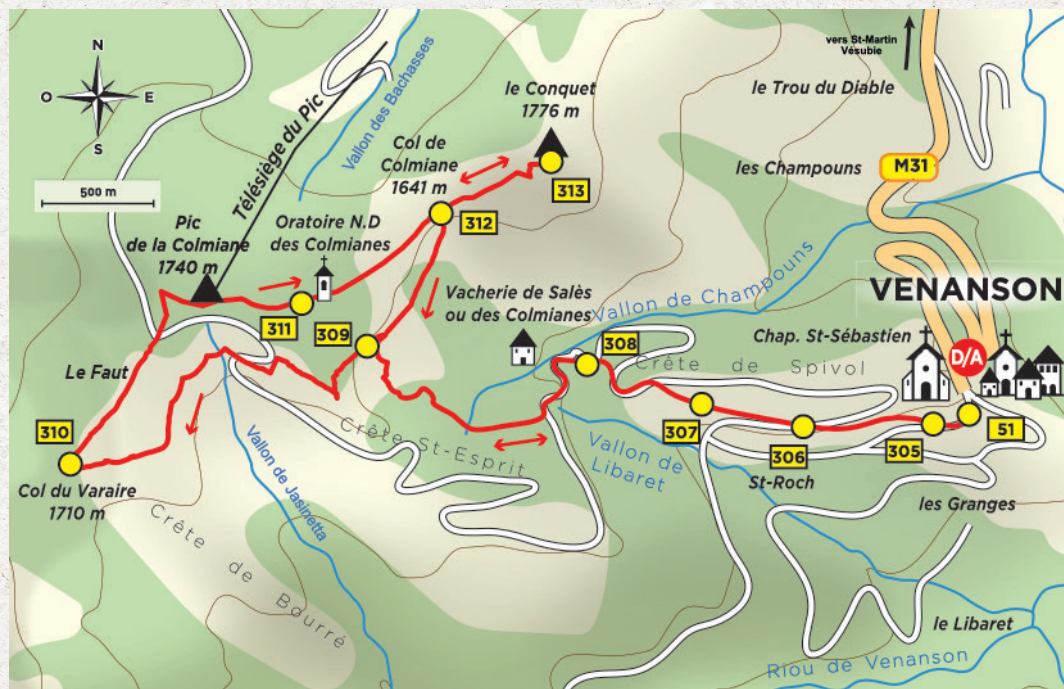 N
O
E
S
500 m
Télésiège du Pic
Vallon des Bachasses
le Conquet
1776 m
313
Col de
Colmiane
1641 m
312
vers St-Martin
Vésubie
le Trou du Diable
les Champouns
M31
Pic
de la Colmiane
1740 m
Oratoire N.D
des Colmianes
311
309
Vacherie de Salès
ou des Colmianes
308
Vallon de Champouns
VENANSON
Chap. St-Sébastien
D/A
Crête de Spivol
Le Faut
310
Col du Varaire
1710 m
Vallon de Jasinetta
Crête St-Esprit
Vallon de
Libaret
307
306
St-Roch
305
51
les Granges
Crête de Bourré
le Libaret
Riou de Venanson